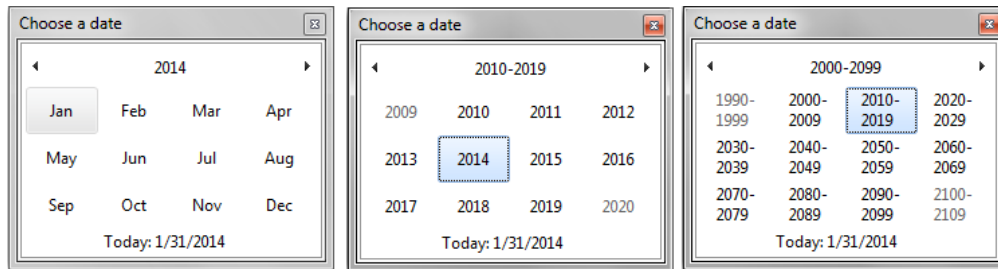 Choose a date
2014
Jan Feb Mar Apr
May Jun Jul Aug
Sep Oct Nov Dec
Today: 1/31/2014
Choose a date
2010-2019
2009 2010 2011 2012
2013 2014 2015 2016
2017 2018 2019 2020
Today: 1/31/2014
Choose a date
2000-2099
1990- 2000- 2010- 2020-
1999 2009 2019 2029
2030- 2040- 2050- 2060-
2039 2049 2059 2069
2070- 2080- 2090- 2100-
2079 2089 2099 2109
Today: 1/31/2014